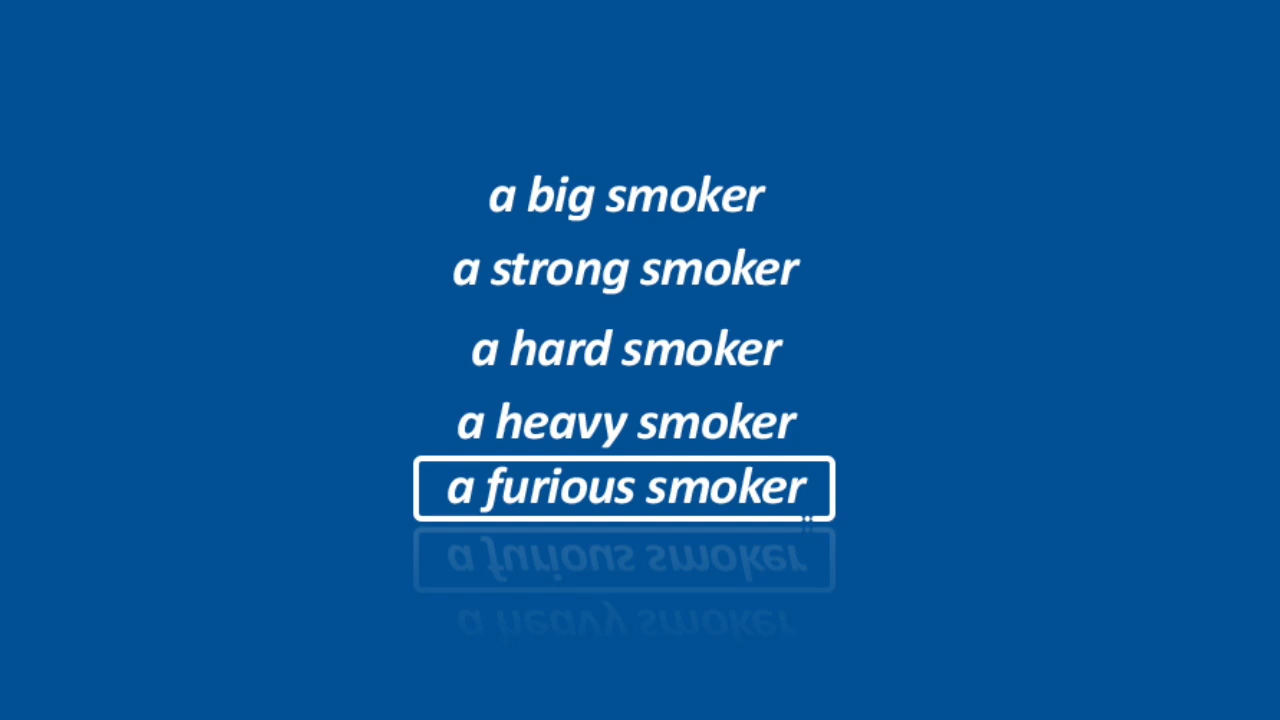 a big smoker
a strong smoker
a hard smoker
a heavy smoker
a furious smoker